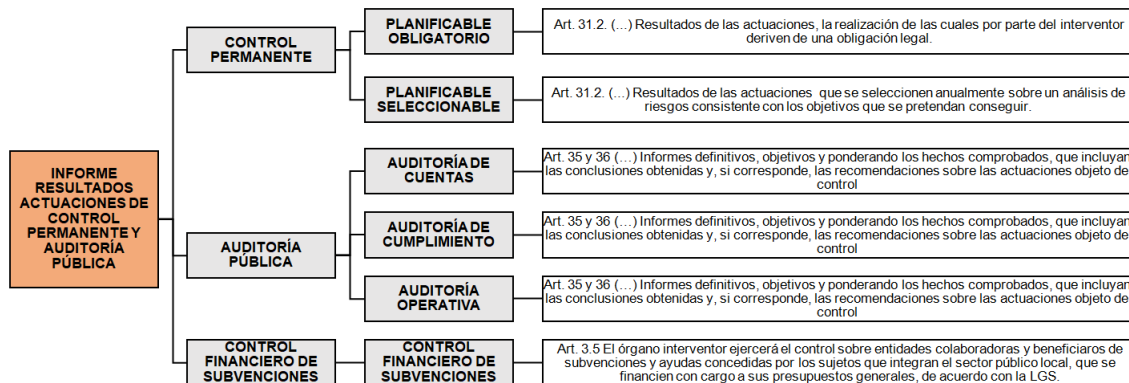 INFORME
RESULTADOS
ACTUACIONES DE
CONTROL
PERMANENTE Y
AUDITORÍA
PÚBLICA
CONTROL
PERMANENTE
PLANIFICABLE
OBLIGATORIO
Art. 31.2. (…) Resultados de las actuaciones, la realización de las cuales por parte del interventor
deriven de una obligación legal.
PLANIFICABLE
SELECCIONABLE
Art. 31.2. (…) Resultados de las actuaciones que se seleccionen anualmente sobre un análisis de
riesgos consistente con los objetivos que se pretendan conseguir.
AUDITORÍA
PÚBLICA
AUDITORÍA DE
CUENTAS
Art. 35 y 36 (…) Informes definitivos, objetivos y ponderando los hechos comprobados, que incluyan
las conclusiones obtenidas y, si corresponde, las recomendaciones sobre las actuaciones objeto de
control
AUDITORÍA DE
CUMPLIMIENTO
Art. 35 y 36 (…) Informes definitivos, objetivos y ponderando los hechos comprobados, que incluyan
las conclusiones obtenidas y, si corresponde, las recomendaciones sobre las actuaciones objeto de
control
AUDITORÍA
OPERATIVA
Art. 35 y 36 (…) Informes definitivos, objetivos y ponderando los hechos comprobados, que incluyan
las conclusiones obtenidas y, si corresponde, las recomendaciones sobre las actuaciones objeto de
control
CONTROL
FINANCIERO DE
SUBVENCIONES
CONTROL
FINANCIERO DE
SUBVENCIONES
Art. 3.5 El órgano interventor ejercerá el control sobre entidades colaboradoras y beneficiaros de
subvenciones y ayudas concedidas por los sujetos que integran el sector público local, que se
financien con cargo a sus presupuestos generales, de acuerdo con la LGS.